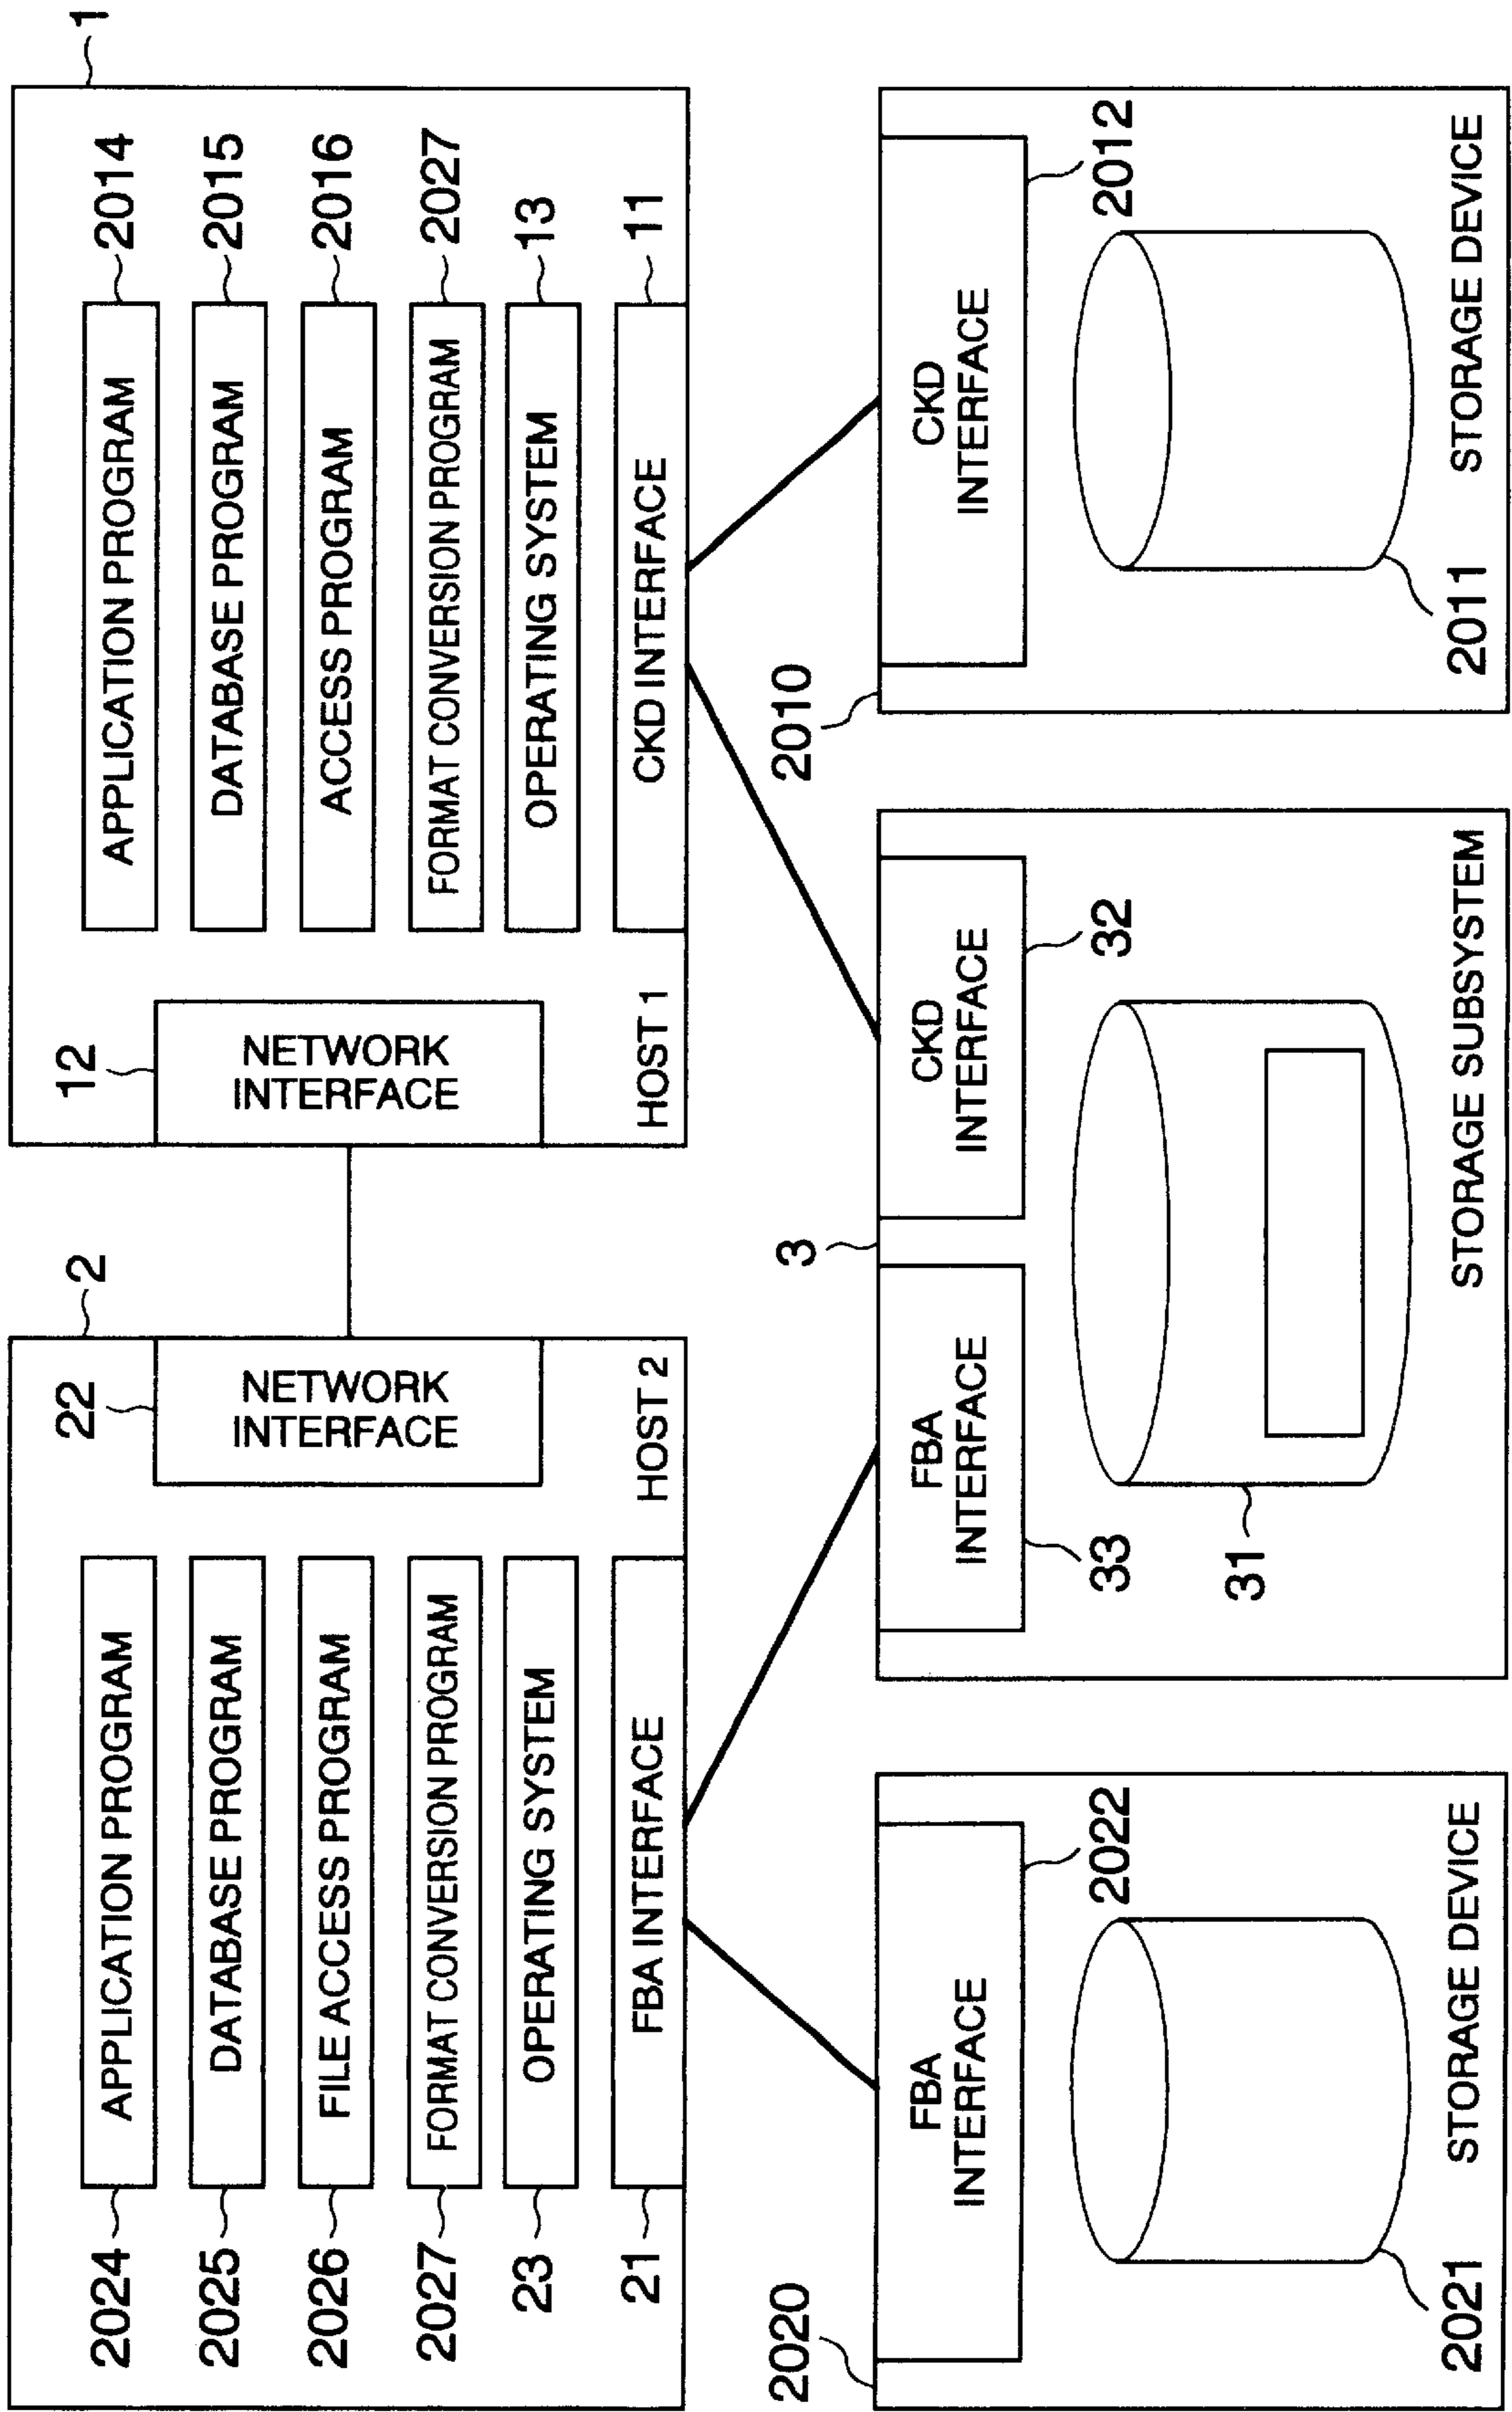 2
2024
APPLICATION PROGRAM
2025
DATABASE PROGRAM
2026
FILE ACCESS PROGRAM
2027
FORMAT CONVERSION PROGRAM
23
OPERATING SYSTEM
21
FBA INTERFACE
22
NETWORK
INTERFACE
HOST 2
1
12
NETWORK
INTERFACE
HOST 1
APPLICATION PROGRAM
2014
DATABASE PROGRAM
2015
ACCESS PROGRAM
2016
FORMAT CONVERSION PROGRAM
2027
OPERATING SYSTEM
13
CKD INTERFACE
11
2020
FBA
INTERFACE
2022
2021
STORAGE DEVICE
3
FBA
INTERFACE
33
CKD
INTERFACE
32
31
STORAGE SUBSYSTEM
2010
CKD
INTERFACE
2012
2011
STORAGE DEVICE